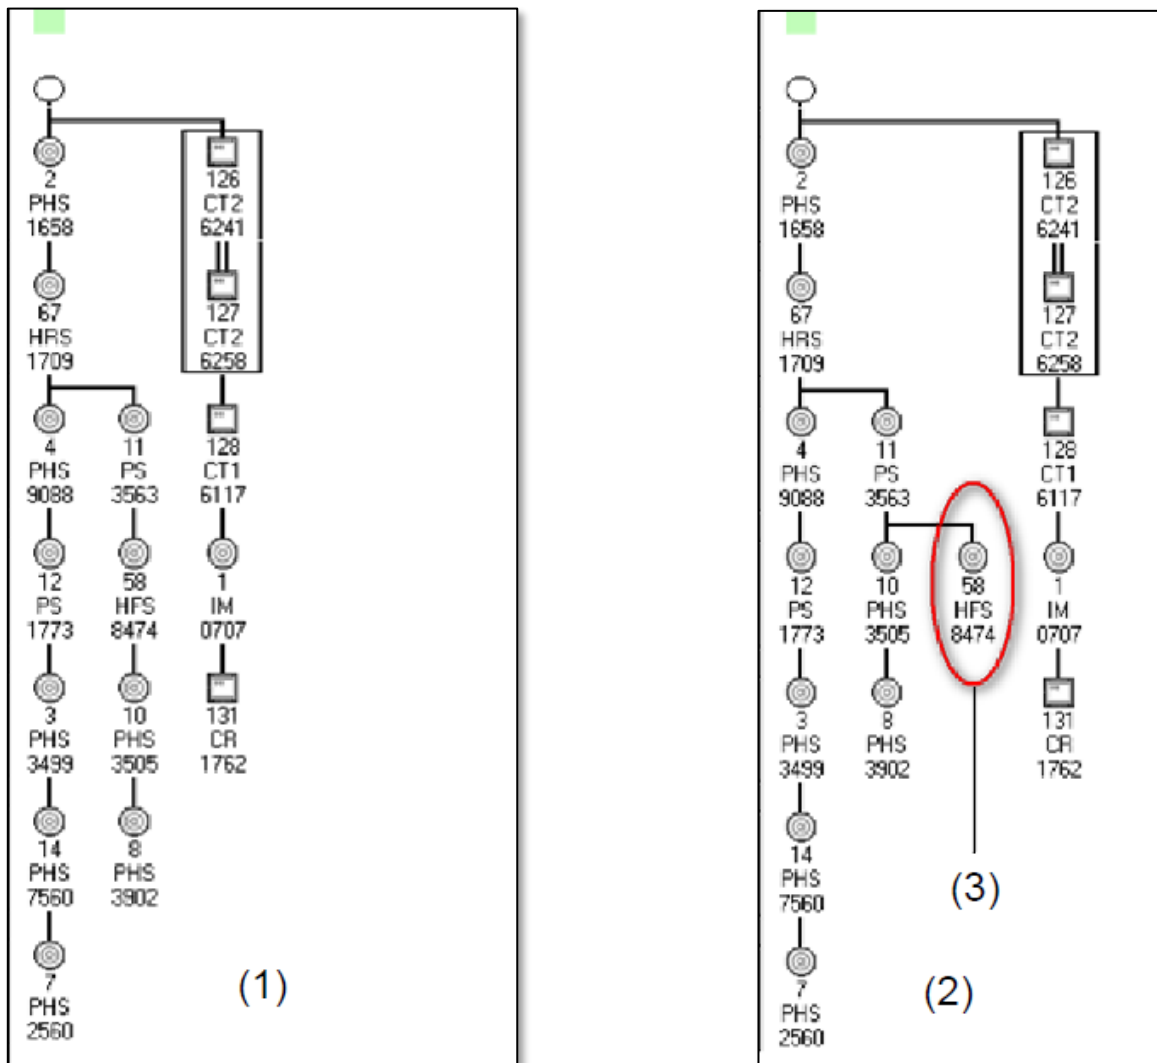 2 126
PHS CT2
1658 6241
67 127
HRS CT2
1709 6258
4 11 128
PHS PS CT1
9088 3563 6117
12 58 1
PS HFS IM
1773 8474 0707
3 10 131
PHS PHS CR
3499 3505 1762
14 8
PHS PHS
7560 3902
7
PHS
2560
(1)
2 126
PHS CT2
1658 6241
67 127
HRS CT2
1709 6258
4 11 128
PHS PS CT1
9088 3563 6117
12 10 58 1
PS PHS HFS IM
1773 3505 8474 0707
3 8 131
PHS PHS CR
3499 3902 1762
14
PHS
7560
(3)
7
PHS
2560
(2)